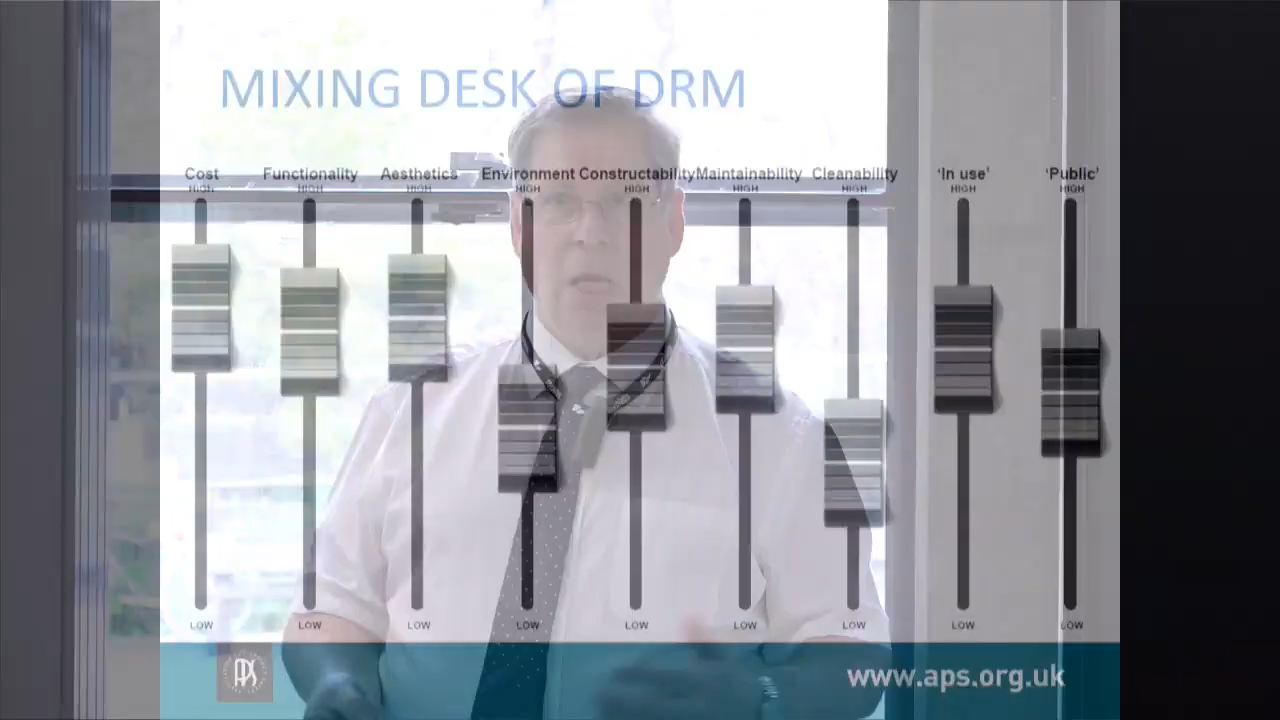 MIXING DESK OF DRM
Cost Functionality Aesthetics Environment Constructability Maintainability Cleanability ‘In use’ ‘Public’
HIGH HIGH HIGH HIGH HIGH HIGH HIGH HIGH HIGH
LOW LOW LOW LOW LOW LOW LOW LOW LOW
APS
www.aps.org.uk